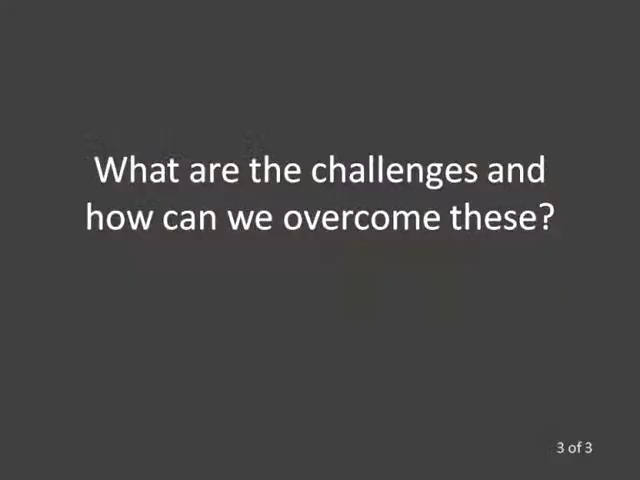 What are the challenges and
how can we overcome these?
3 of 3